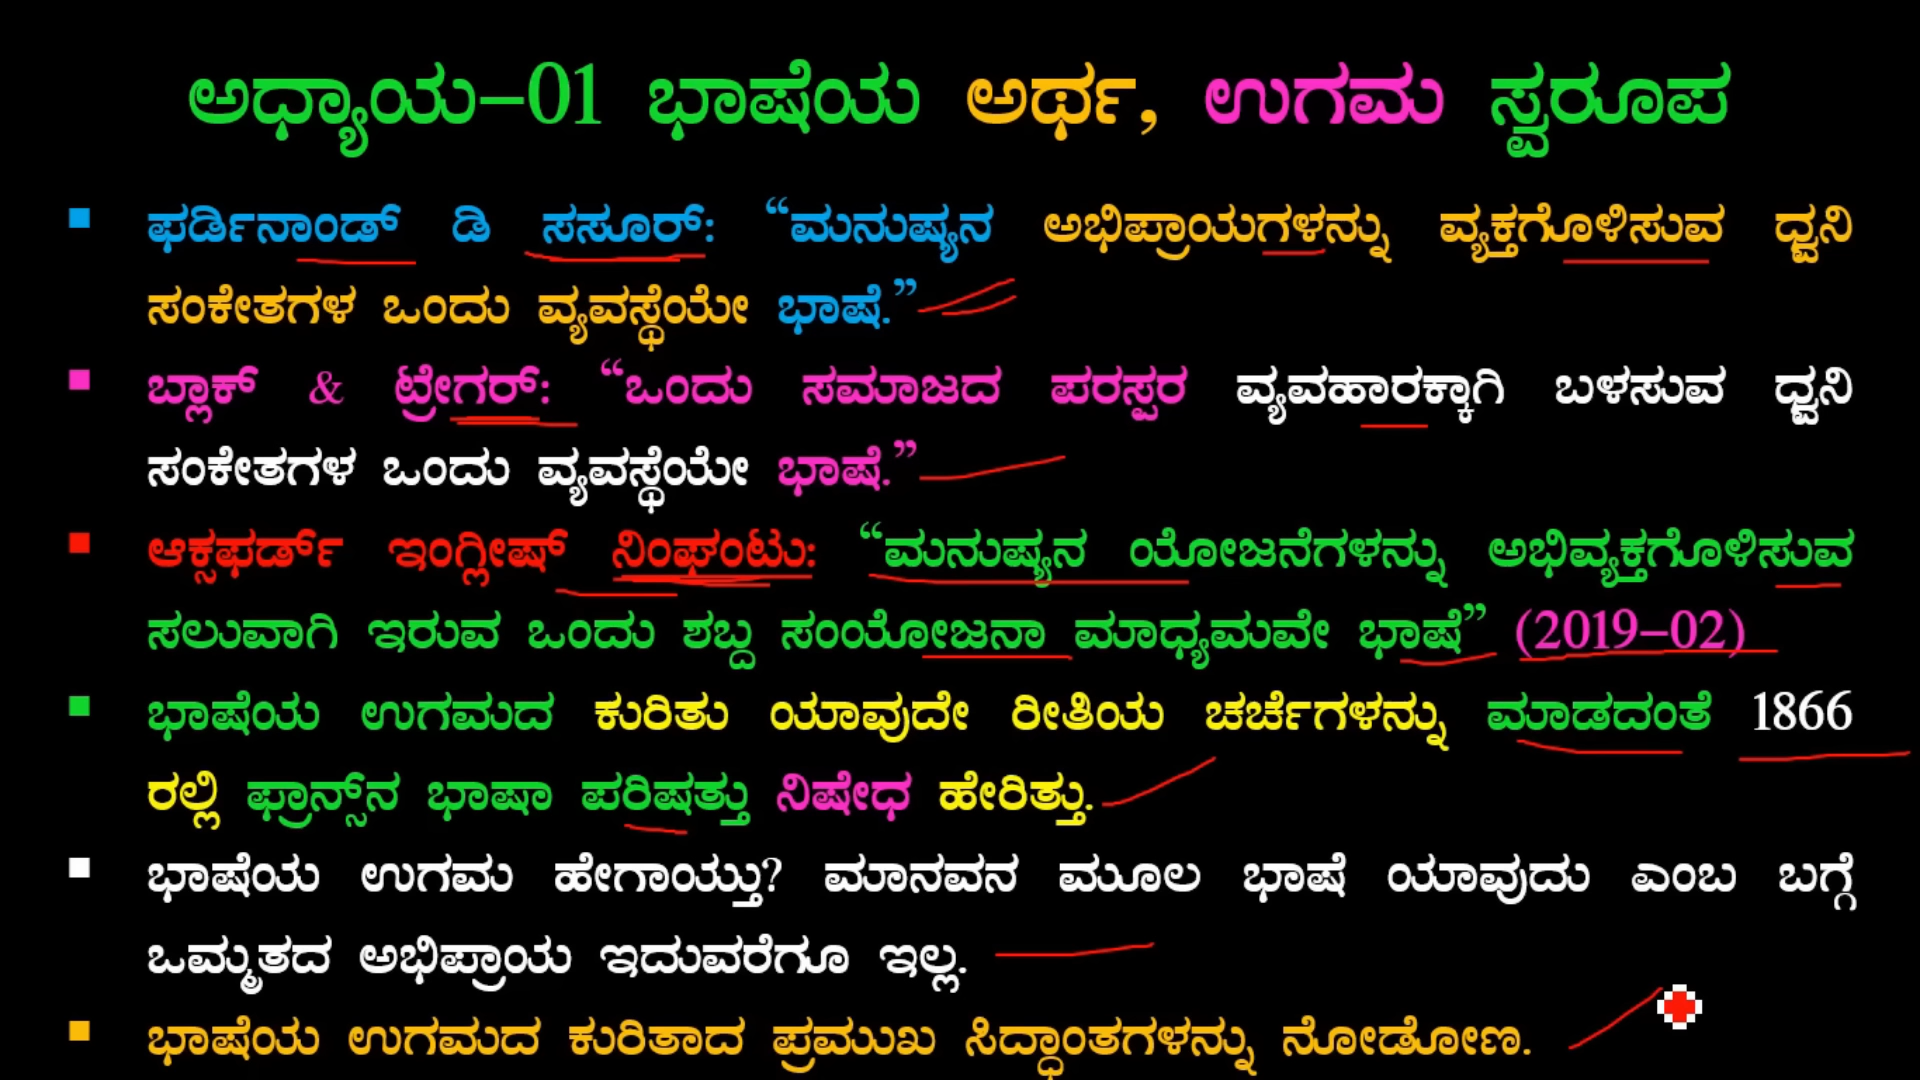 ಅಧ್ಯಾಯ-01 ಭಾಷೆಯ ಅರ್ಥ, ಉಗಮ ಸ್ವರೂಪ
ಫರ್ಡಿನಾಂಡ್ ಡಿ ಸಸೂರ್: “ಮನುಷ್ಯನ ಅಭಿಪ್ರಾಯಗಳನ್ನು ವ್ಯಕ್ತಗೊಳಿಸುವ ಧ್ವನಿ
ಸಂಕೇತಗಳ ಒಂದು ವ್ಯವಸ್ಥೆಯೇ ಭಾಷೆ.”
ಬ್ಲಾಕ್ & ಟ್ರೇಗರ್: “ಒಂದು ಸಮಾಜದ ಪರಸ್ಪರ ವ್ಯವಹಾರಕ್ಕಾಗಿ ಬಳಸುವ ಧ್ವನಿ
ಸಂಕೇತಗಳ ಒಂದು ವ್ಯವಸ್ಥೆಯೇ ಭಾಷೆ.”
ಆಕ್ಸಫರ್ಡ್ ಇಂಗ್ಲೀಷ್ ನಿಂಘಂಟು: “ಮನುಷ್ಯನ ಯೋಜನೆಗಳನ್ನು ಅಭಿವ್ಯಕ್ತಗೊಳಿಸುವ
ಸಲುವಾಗಿ ಇರುವ ಒಂದು ಶಬ್ದ ಸಂಯೋಜನಾ ಮಾಧ್ಯಮವೇ ಭಾಷೆ” (2019-02)
ಭಾಷೆಯ ಉಗಮದ ಕುರಿತು ಯಾವುದೇ ರೀತಿಯ ಚರ್ಚೆಗಳನ್ನು ಮಾಡದಂತೆ 1866
ರಲ್ಲಿ ಫ್ರಾನ್ಸ್‌ನ ಭಾಷಾ ಪರಿಷತ್ತು ನಿಷೇಧ ಹೇರಿತ್ತು.
ಭಾಷೆಯ ಉಗಮ ಹೇಗಾಯ್ತು? ಮಾನವನ ಮೂಲ ಭಾಷೆ ಯಾವುದು ಎಂಬ ಬಗ್ಗೆ
ಒಮ್ಮತದ ಅಭಿಪ್ರಾಯ ಇದುವರೆಗೂ ಇಲ್ಲ.
ಭಾಷೆಯ ಉಗಮದ ಕುರಿತಾದ ಪ್ರಮುಖ ಸಿದ್ಧಾಂತಗಳನ್ನು ನೋಡೋಣ.